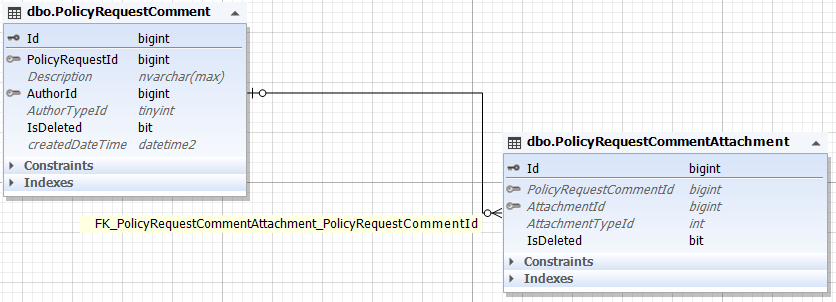 dbo.PolicyRequestComment
Id bigint
PolicyRequestId bigint
Description nvarchar(max)
AuthorId bigint
AuthorTypeId tinyint
IsDeleted bit
createdDateTime datetime2
Constraints
Indexes
dbo.PolicyRequestCommentAttachment
Id bigint
PolicyRequestCommentId bigint
AttachmentId bigint
AttachmentTypeId int
IsDeleted bit
Constraints
Indexes
FK_PolicyRequestCommentAttachment_PolicyRequestCommentId